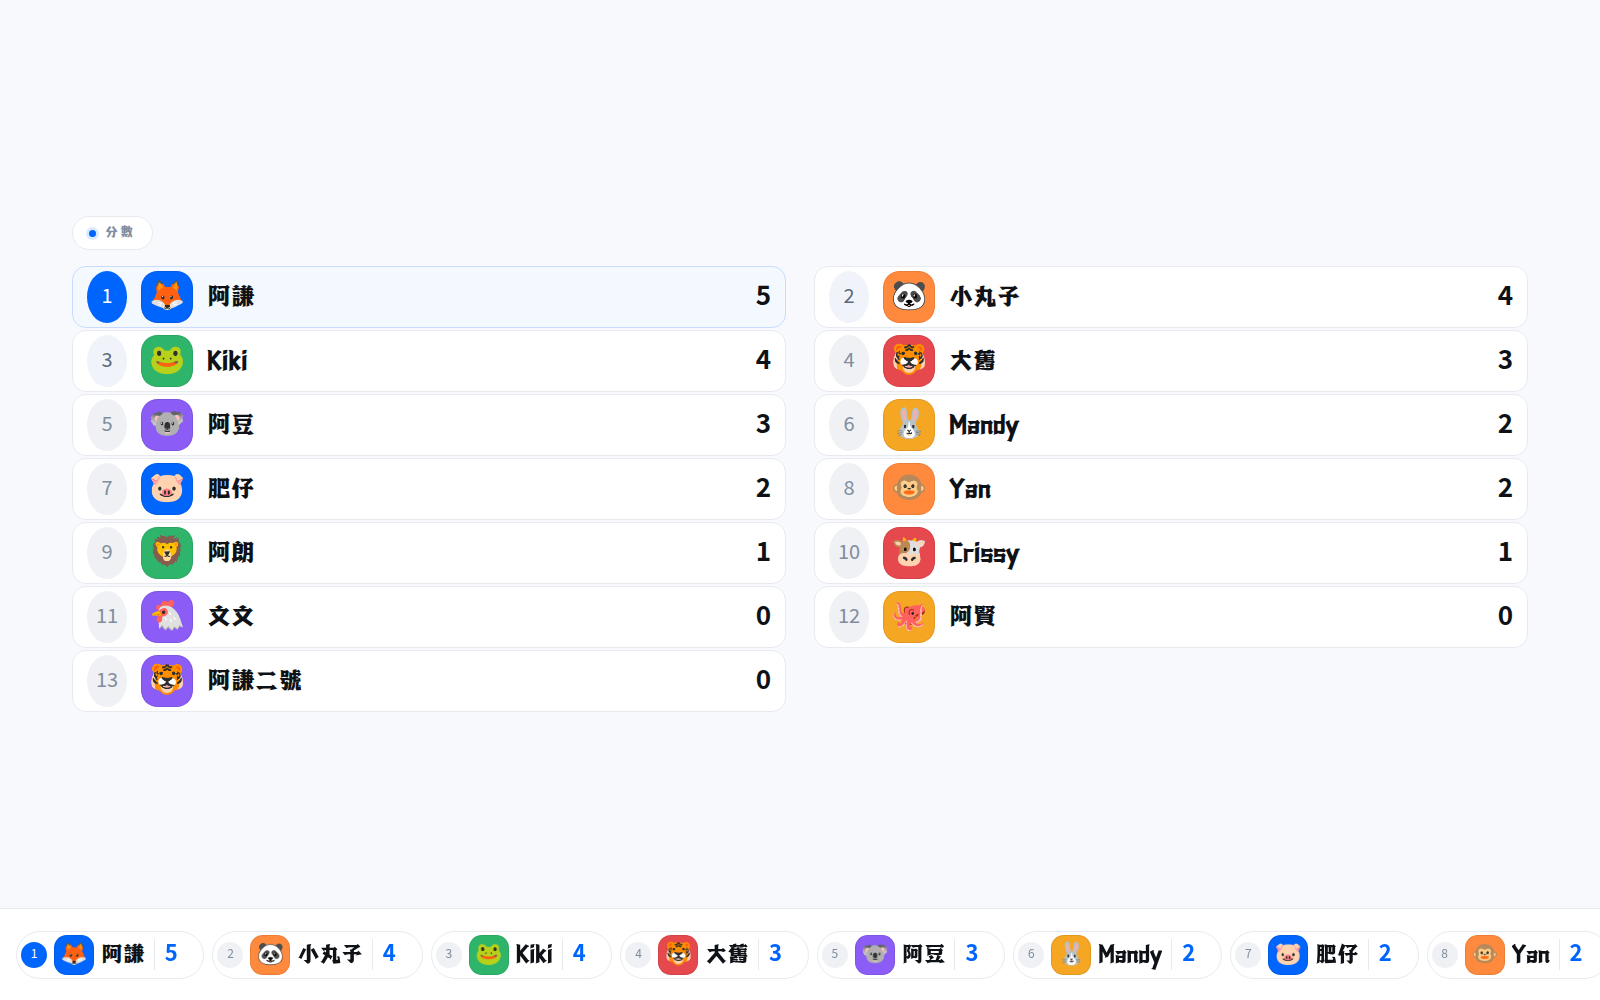 分數
1 阿謙 5
2 小丸子 4
3 Kiki 4
4 大舊 3
5 阿豆 3
6 Mandy 2
7 肥仔 2
8 Yan 2
9 阿朗 1
10 Crissy 1
11 文文 0
12 阿賢 0
13 阿謙二號 0
1 阿謙 5 2 小丸子 4 3 Kiki 4 4 大舊 3 5 阿豆 3 6 Mandy 2 7 肥仔 2 8 Yan 2